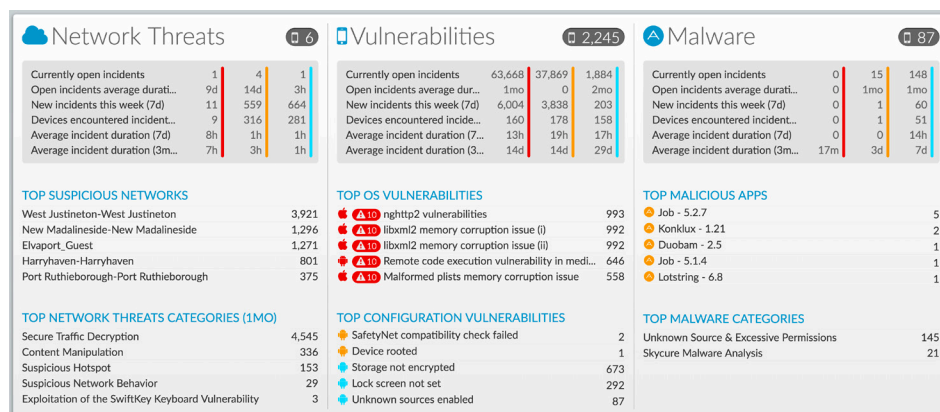 Network Threats 6
Currently open incidents 1 4 1
Open incidents average durati... 9d 14d 3h
New incidents this week (7d) 11 559 664
Devices encountered incident... 9 316 281
Average incident duration (7d) 8h 1h 1h
Average incident duration (3m... 7h 3h 1h
TOP SUSPICIOUS NETWORKS
West Justineton-West Justineton 3,921
New Madalineside-New Madalineside 1,296
Elvaport_Guest 1,271
Harryhaven-Harryhaven 801
Port Ruthieborough-Port Ruthieborough 375
TOP NETWORK THREATS CATEGORIES (1MO)
Secure Traffic Decryption 4,545
Content Manipulation 336
Suspicious Hotspot 153
Suspicious Network Behavior 29
Exploitation of the SwiftKey Keyboard Vulnerability 3
Vulnerabilities 2,245
Currently open incidents 63,668 37,869 1,884
Open incidents average dur... 1mo 0 2mo
New incidents this week (7d) 6,004 3,838 203
Devices encountered incide... 160 178 158
Average incident duration (7... 13h 19h 17h
Average incident duration (3... 14d 14d 29d
TOP OS VULNERABILITIES
10 nghttp2 vulnerabilities 993
10 libxml2 memory corruption issue (i) 992
10 libxml2 memory corruption issue (ii) 992
10 Remote code execution vulnerability in medi... 646
10 Malformed plists memory corruption issue 558
TOP CONFIGURATION VULNERABILITIES
SafetyNet compatibility check failed 2
Device rooted 1
Storage not encrypted 673
Lock screen not set 292
Unknown sources enabled 87
Malware 87
Currently open incidents 0 15 148
Open incidents average dur... 0 1mo 1mo
New incidents this week (7d) 0 1 60
Devices encountered inciden... 0 1 51
Average incident duration (7d) 0 0 14h
Average incident duration (3m... 17m 3d 7d
TOP MALICIOUS APPS
Job - 5.2.7 5
Konklux - 1.21 2
Duobam - 2.5 1
Job - 5.1.4 1
Lotstring - 6.8 1
TOP MALWARE CATEGORIES
Unknown Source & Excessive Permissions 145
Skycure Malware Analysis 21